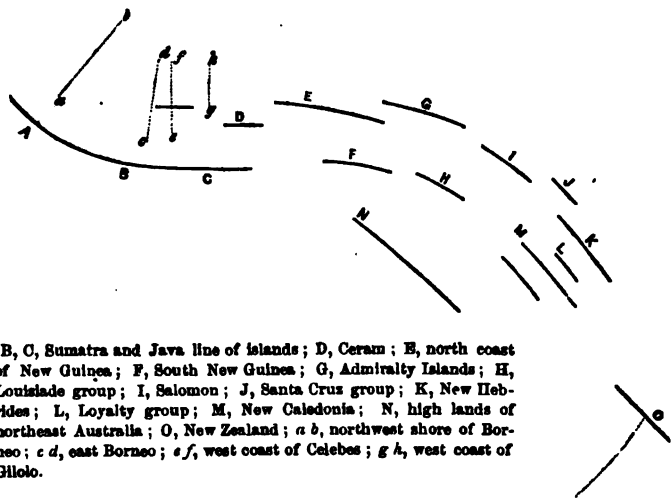 b
d f h
a
A
B
C
c
e
g
D
E
F
G
H
I
J
K
L
M
N
O
B, C, Sumatra and Java line of islands ; D, Ceram ; E, north coast
of New Guinea ; F, South New Guinea ; G, Admiralty Islands ; H,
Louisiade group ; I, Salomon ; J, Santa Cruz group ; K, New Heb-
rides ; L, Loyalty group ; M, New Caledonia ; N, high lands of
northeast Australia ; O, New Zealand ; a b, northwest shore of Bor-
neo ; c d, east Borneo ; e f, west coast of Celebes ; g h, west coast of
Gilolo.